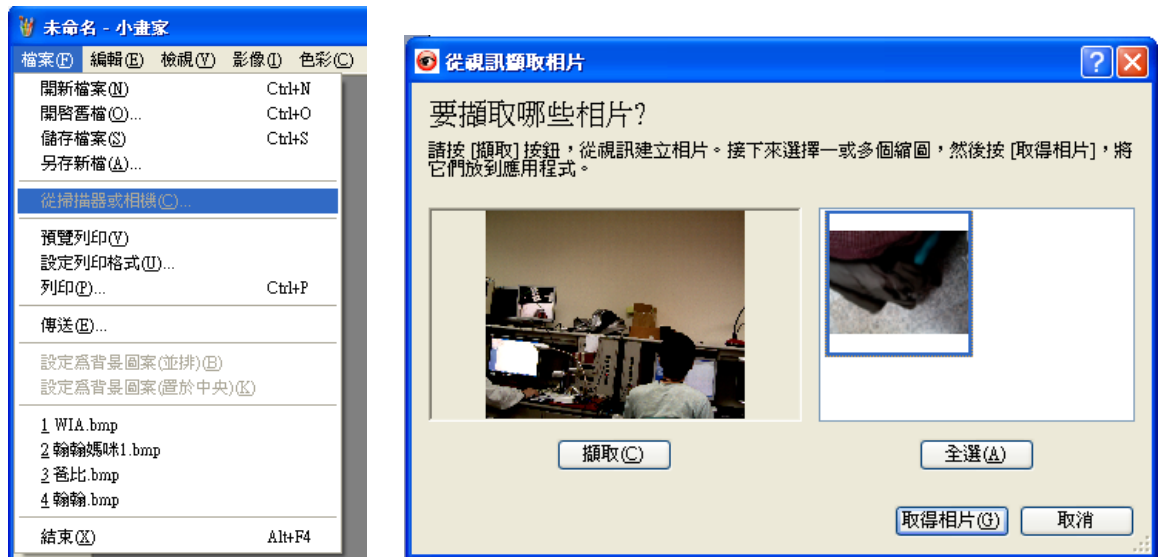 未命名 - 小畫家
檔案(F) 編輯(E) 檢視(V) 影像(I) 色彩(C)
開新檔案(N) Ctrl+N
開啓舊檔(O)...
Ctrl+O
儲存檔案(S) Ctrl+S
另存新檔(A)...
從掃描器或相機(C)...
預覽列印(V)
設定列印格式(U)...
列印(P)... Ctrl+P
傳送(E)...
設定爲背景圖案(並排)(B)
設定爲背景圖案(置於中央)(K)
1 WIA.bmp
2 翰翰媽咪1.bmp
3 爸比.bmp
4 翰翰.bmp
結束(X) Alt+F4
從視訊擷取相片
要擷取哪些相片?
請按 [擷取] 按鈕，從視訊建立相片。接下來選擇一或多個縮圖，然後按 [取得相片]，將
它們放到應用程式。
擷取(C)
全選(A)
取得相片(G)
取消